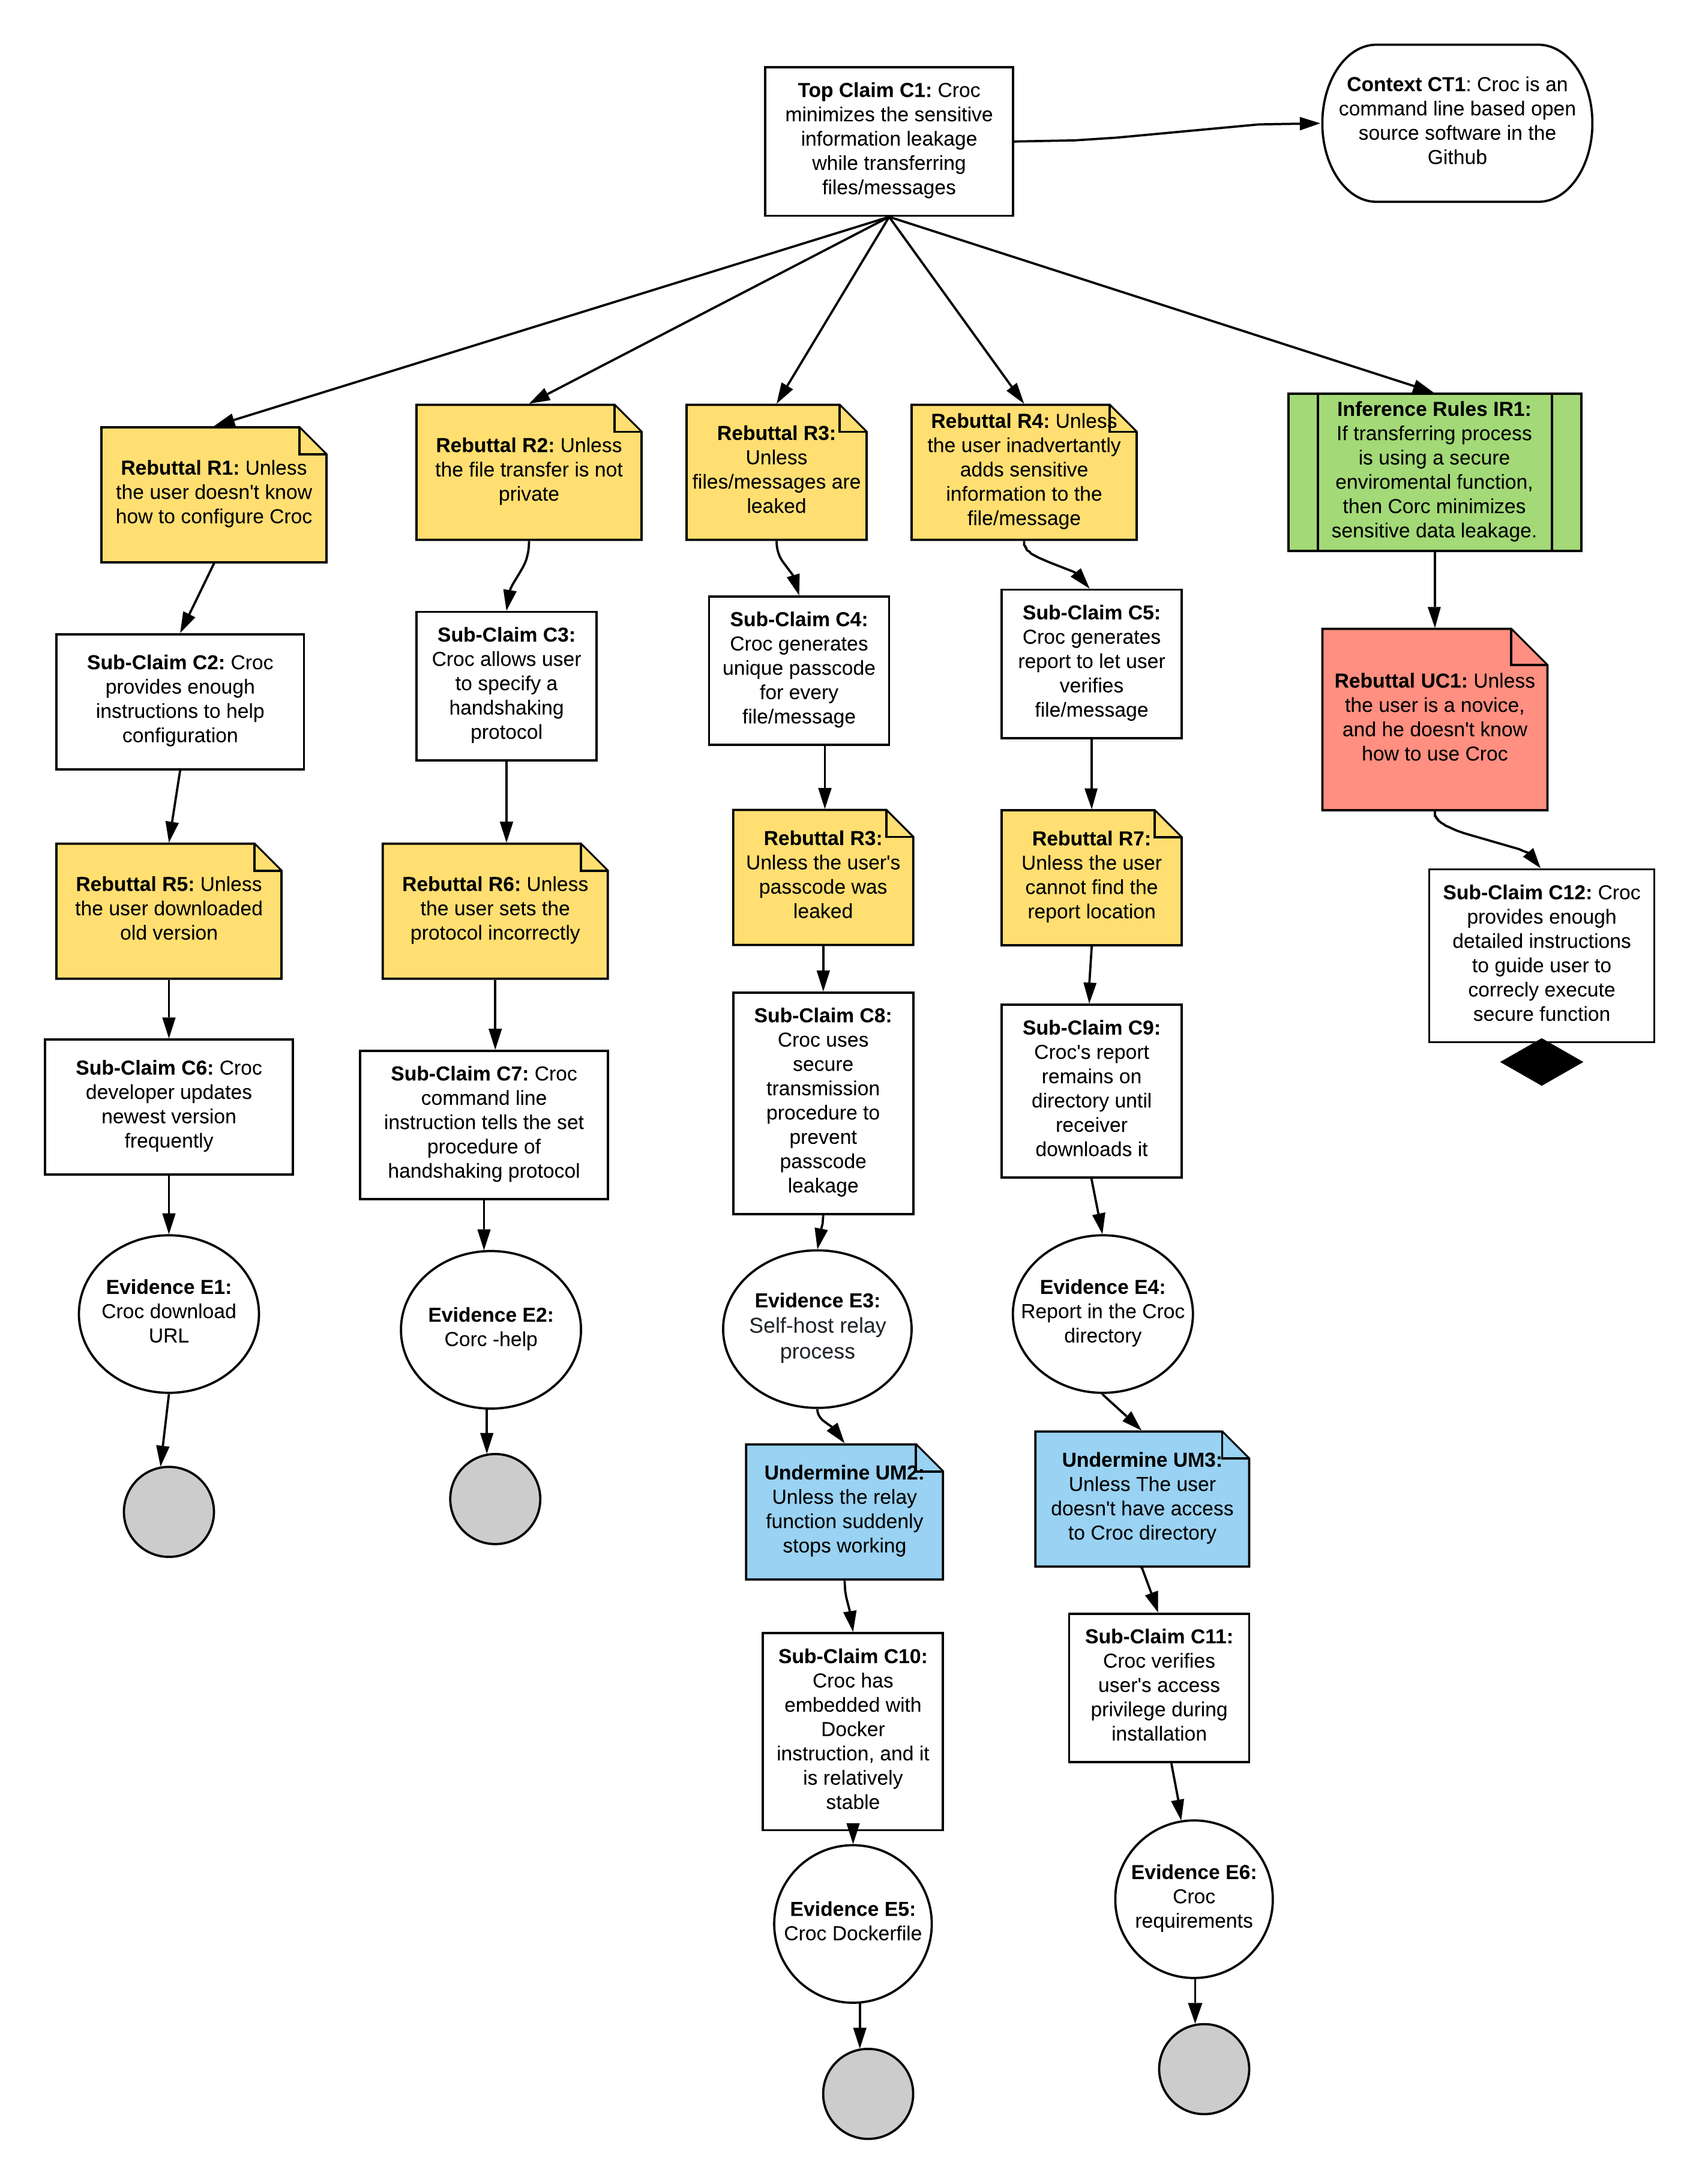 Top Claim C1: Croc
minimizes the sensitive
information leakage
while transferring
files/messages
Context CT1: Croc is an
command line based open
source software in the
Github
Rebuttal R1: Unless
the user doesn't know
how to configure Croc
Rebuttal R2: Unless
the file transfer is not
private
Rebuttal R3:
Unless
files/messages are
leaked
Rebuttal R4: Unless
the user inadvertantly
adds sensitive
information to the
file/message
Inference Rules IR1:
If transferring process
is using a secure
enviromental function,
then Corc minimizes
sensitive data leakage.
Sub-Claim C2: Croc
provides enough
instructions to help
configuration
Sub-Claim C3:
Croc allows user
to specify a
handshaking
protocol
Sub-Claim C4:
Croc generates
unique passcode
for every
file/message
Sub-Claim C5:
Croc generates
report to let user
verifies
file/message
Rebuttal UC1: Unless
the user is a novice,
and he doesn't know
how to use Croc
Rebuttal R5: Unless
the user downloaded
old version
Rebuttal R6: Unless
the user sets the
protocol incorrectly
Rebuttal R3:
Unless the user's
passcode was
leaked
Rebuttal R7:
Unless the user
cannot find the
report location
Sub-Claim C12: Croc
provides enough
detailed instructions
to guide user to
correcly execute
secure function
Sub-Claim C6: Croc
developer updates
newest version
frequently
Sub-Claim C7: Croc
command line
instruction tells the set
procedure of
handshaking protocol
Sub-Claim C8:
Croc uses
secure
transmission
procedure to
prevent
passcode
leakage
Sub-Claim C9:
Croc's report
remains on
directory until
receiver
downloads it
Evidence E1:
Croc download
URL
Evidence E2:
Corc -help
Evidence E3:
Self-host relay
process
Evidence E4:
Report in the Croc
directory
Undermine UM2:
Unless the relay
function suddenly
stops working
Undermine UM3:
Unless The user
doesn't have access
to Croc directory
Sub-Claim C10:
Croc has
embedded with
Docker
instruction, and it
is relatively
stable
Sub-Claim C11:
Croc verifies
user's access
privilege during
installation
Evidence E5:
Croc Dockerfile
Evidence E6:
Croc
requirements